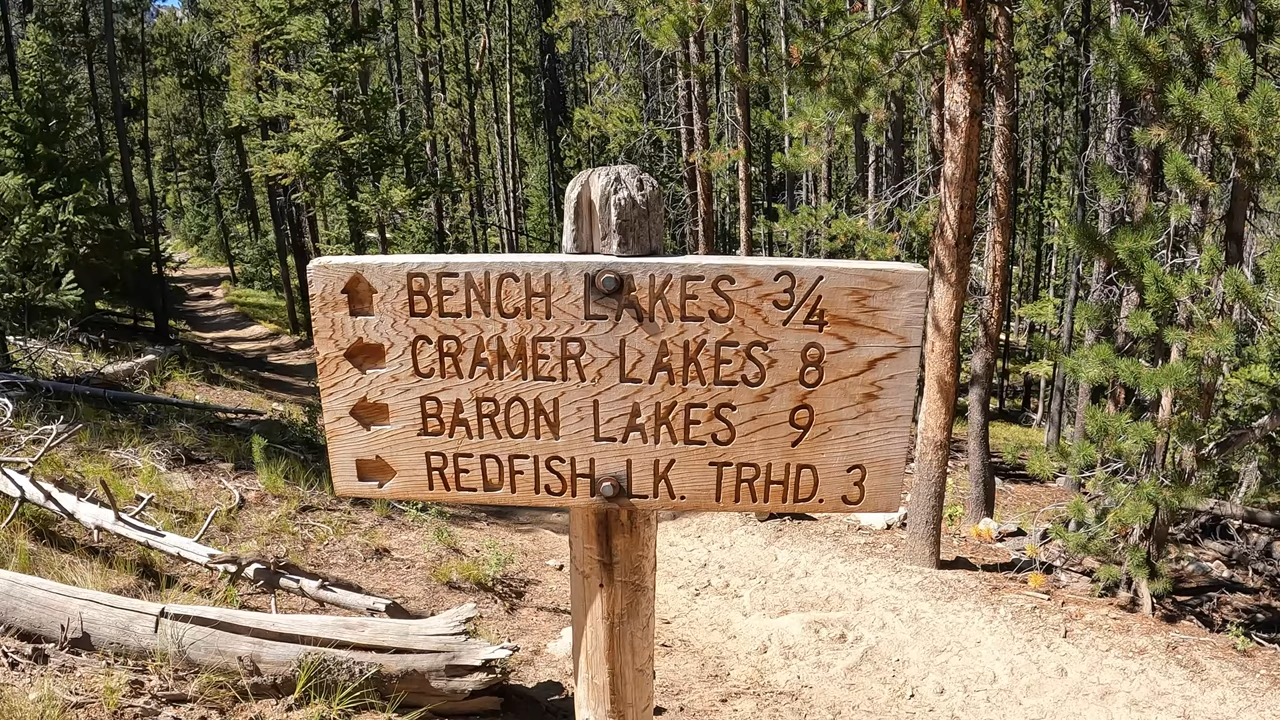 BENCH LAKES 3/4
CRAMER LAKES 8
BARON LAKES 9
REDFISH LK. TRHD. 3